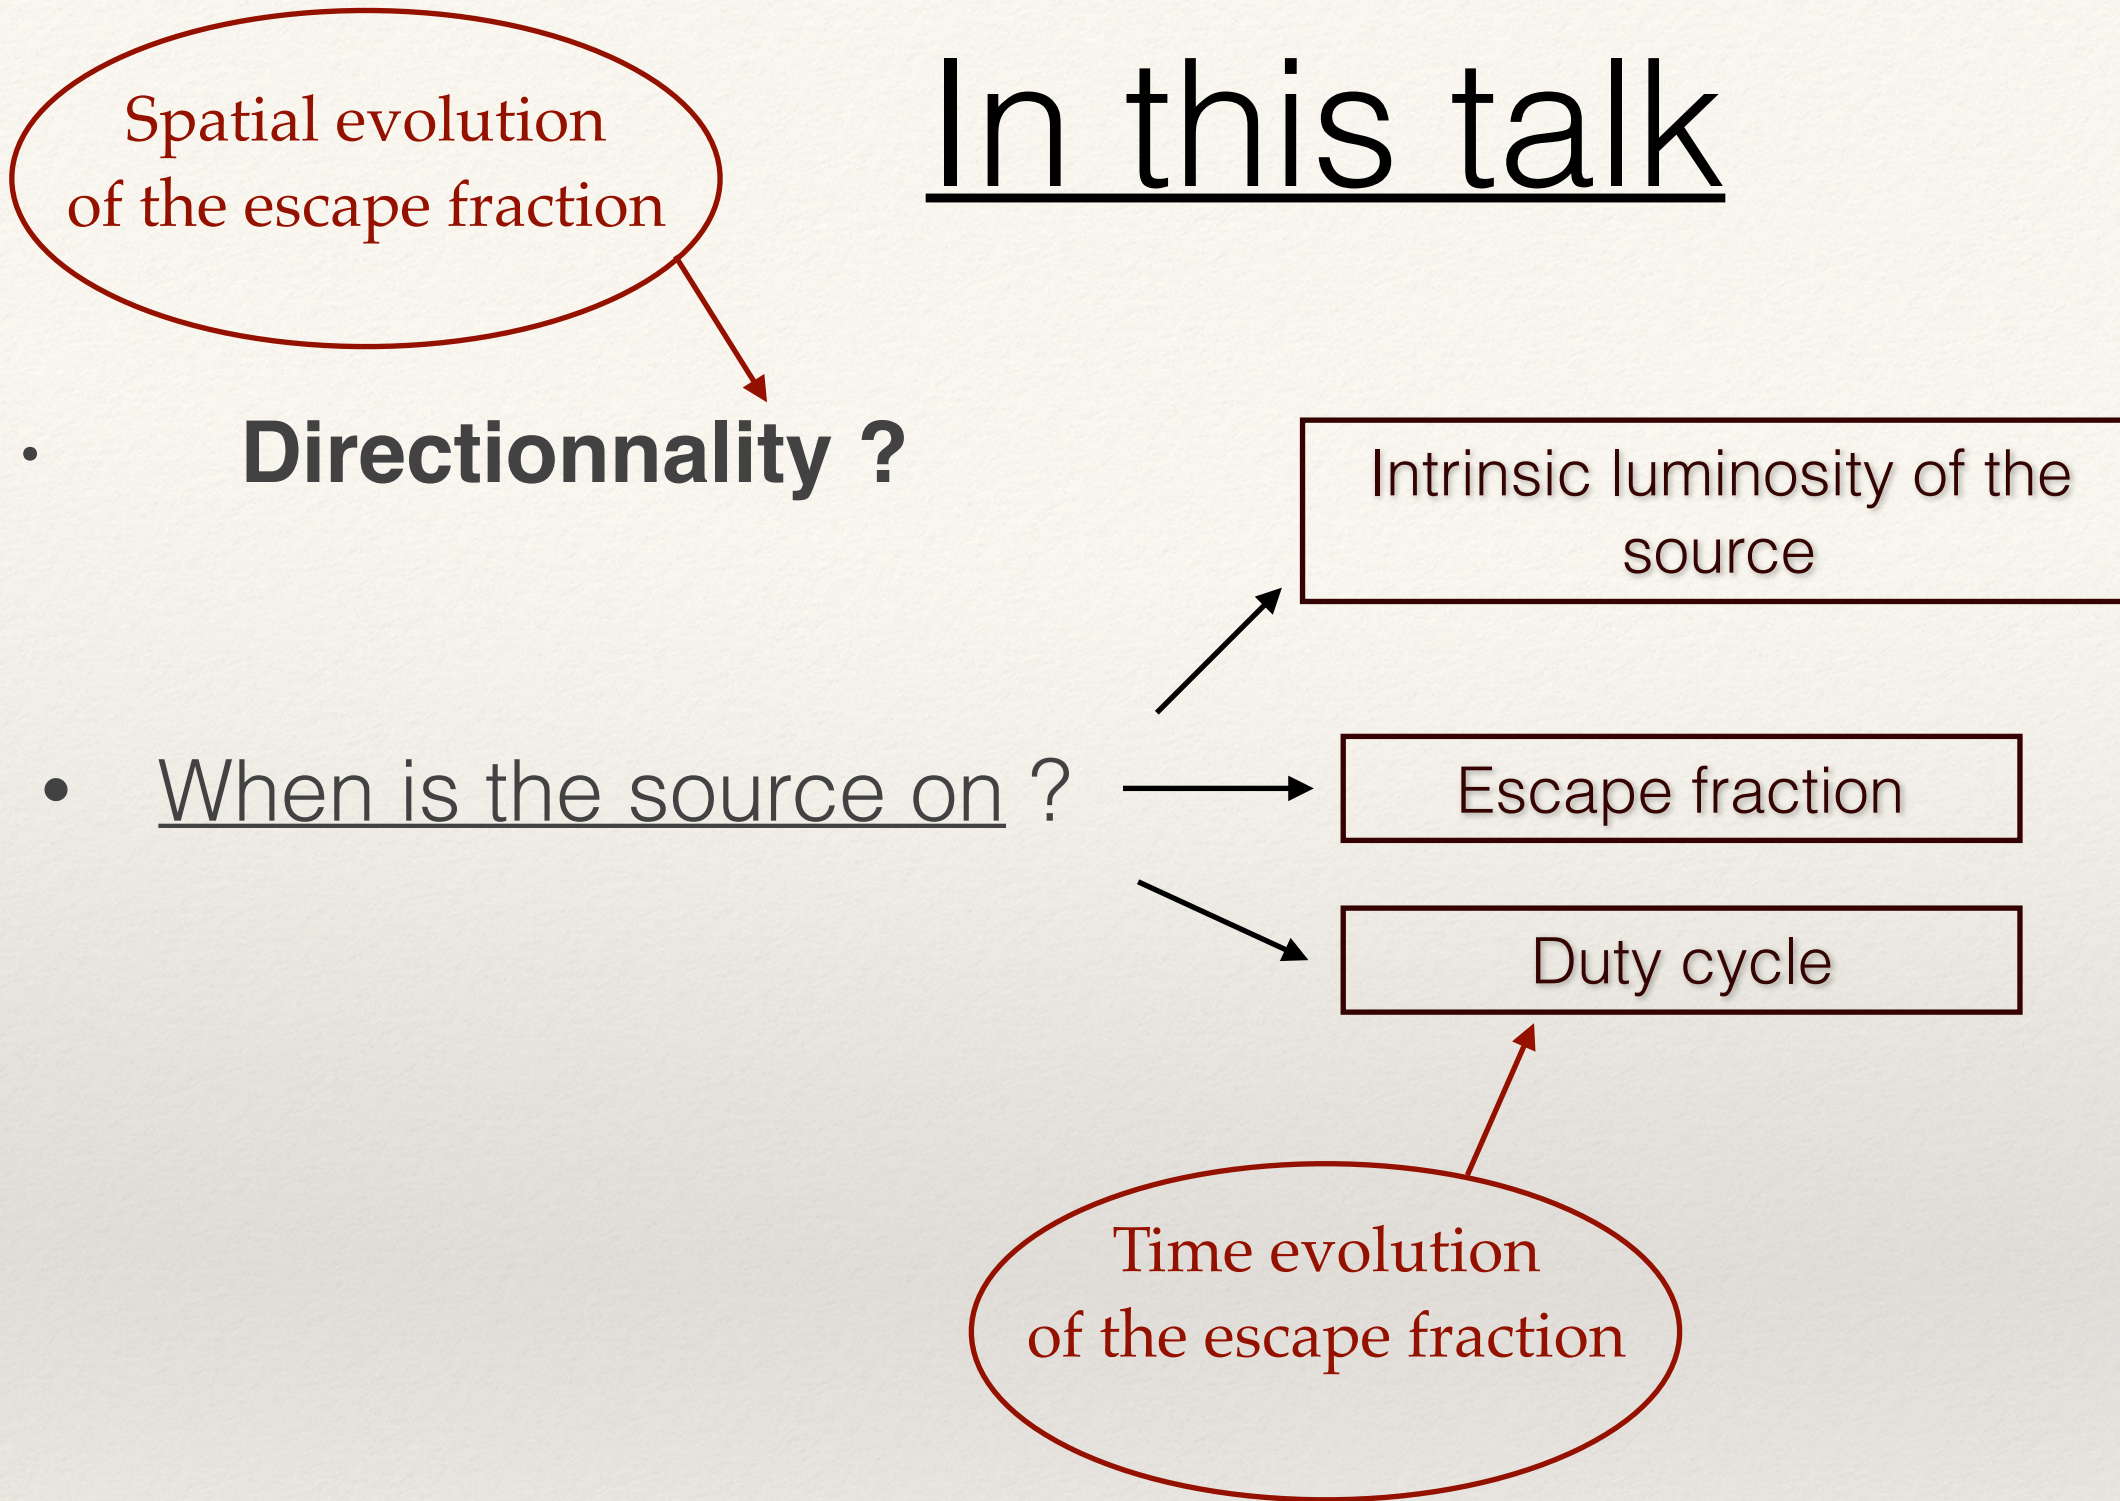 In this talk
Spatial evolution
of the escape fraction
• Directionnality ?
Intrinsic luminosity of the
source
• When is the source on ?
Escape fraction
Duty cycle
Time evolution
of the escape fraction